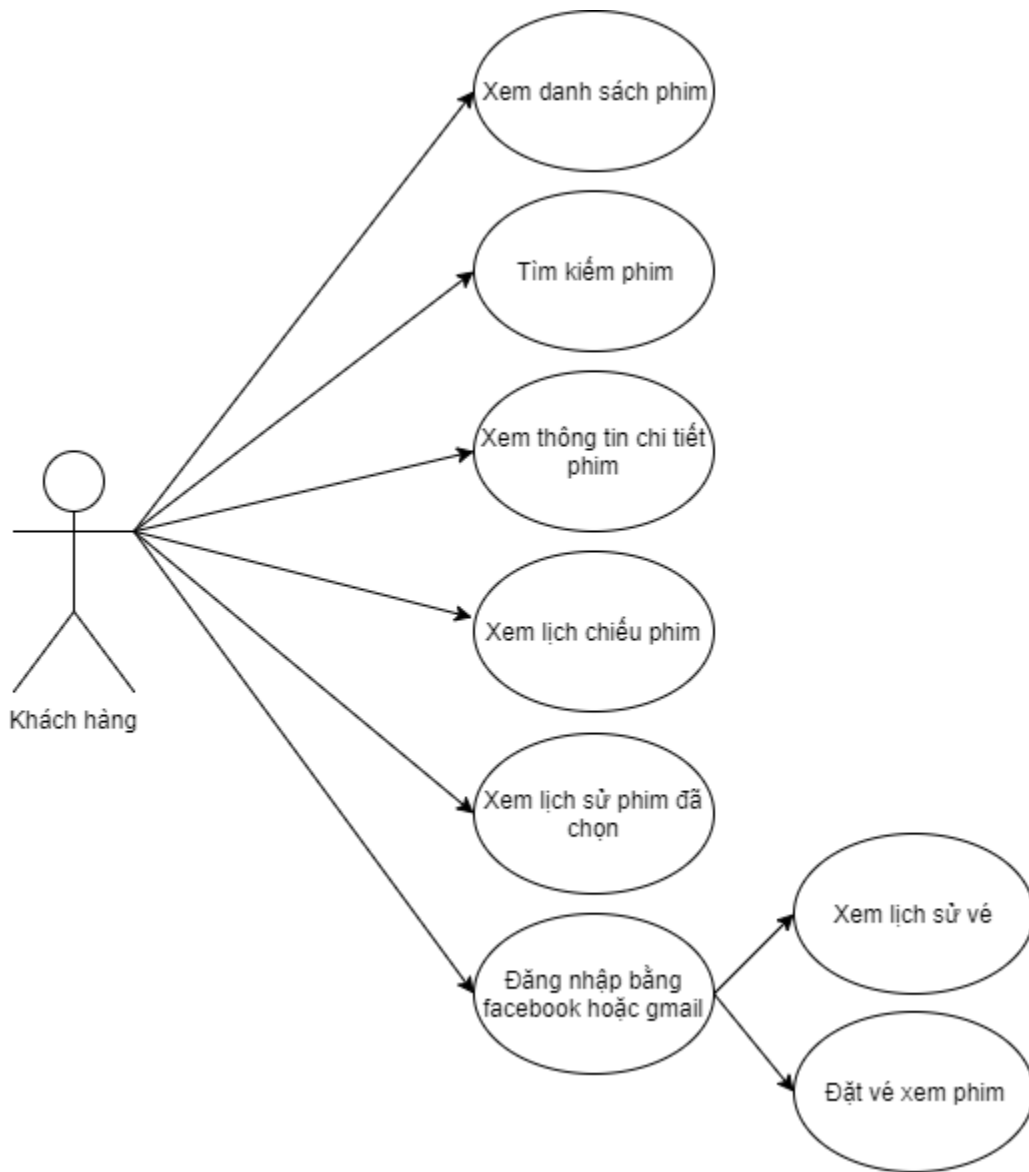 Xem danh sách phim
Tìm kiếm phim
Xem thông tin chi tiết
phim
Xem lịch chiếu phim
Khách hàng
Xem lịch sử phim đã
chọn
Xem lịch sử vé
Đăng nhập bằng
facebook hoặc gmail
Đặt vé xem phim